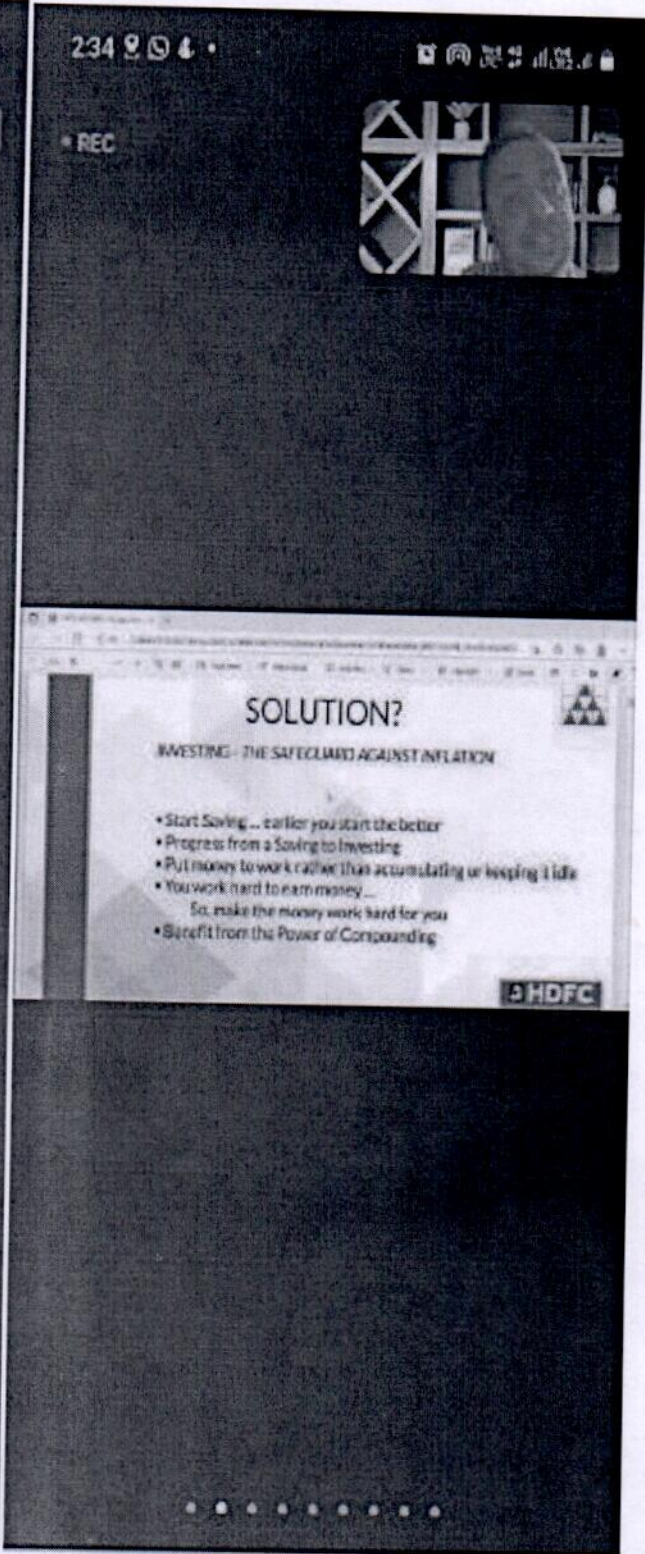 2:34
REC
SOLUTION?
INVESTING - THE SAFEGUARD AGAINST INFLATION
• Start Saving ... earlier you start the better
• Progress from a Saving to Investing
• Put money to work rather than accumulating or keeping it idle
• You work hard to earn money ...
So, make the money work hard for you
• Benefit from the Power of Compounding
HDFC